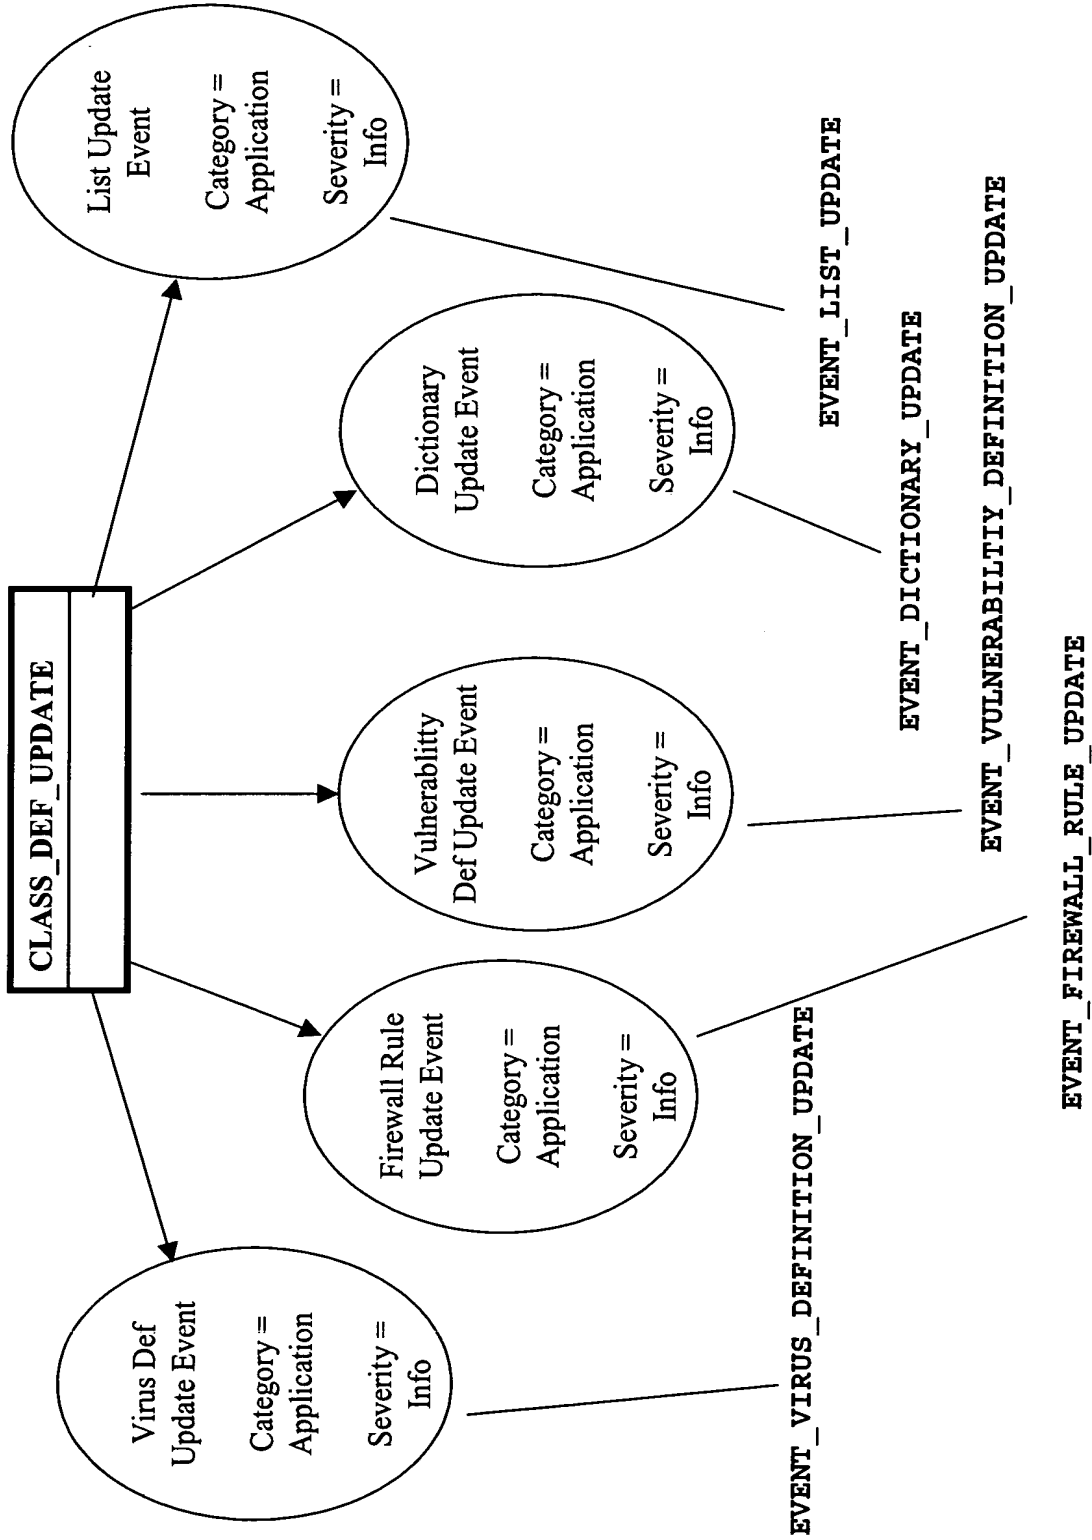 CLASS_DEF_UPDATE
Virus Def
Update Event
Category =
Application
Severity =
Info
Firewall Rule
Update Event
Category =
Application
Severity =
Info
Vulnerablitty
Def Update Event
Category =
Application
Severity =
Info
Dictionary
Update Event
Category =
Application
Severity =
Info
List Update
Event
Category =
Application
Severity =
Info
EVENT_VIRUS_DEFINITION_UPDATE
EVENT_LIST_UPDATE
EVENT_DICTIONARY_UPDATE
EVENT_VULNERABILTIY_DEFINITION_UPDATE
EVENT_FIREWALL_RULE_UPDATE